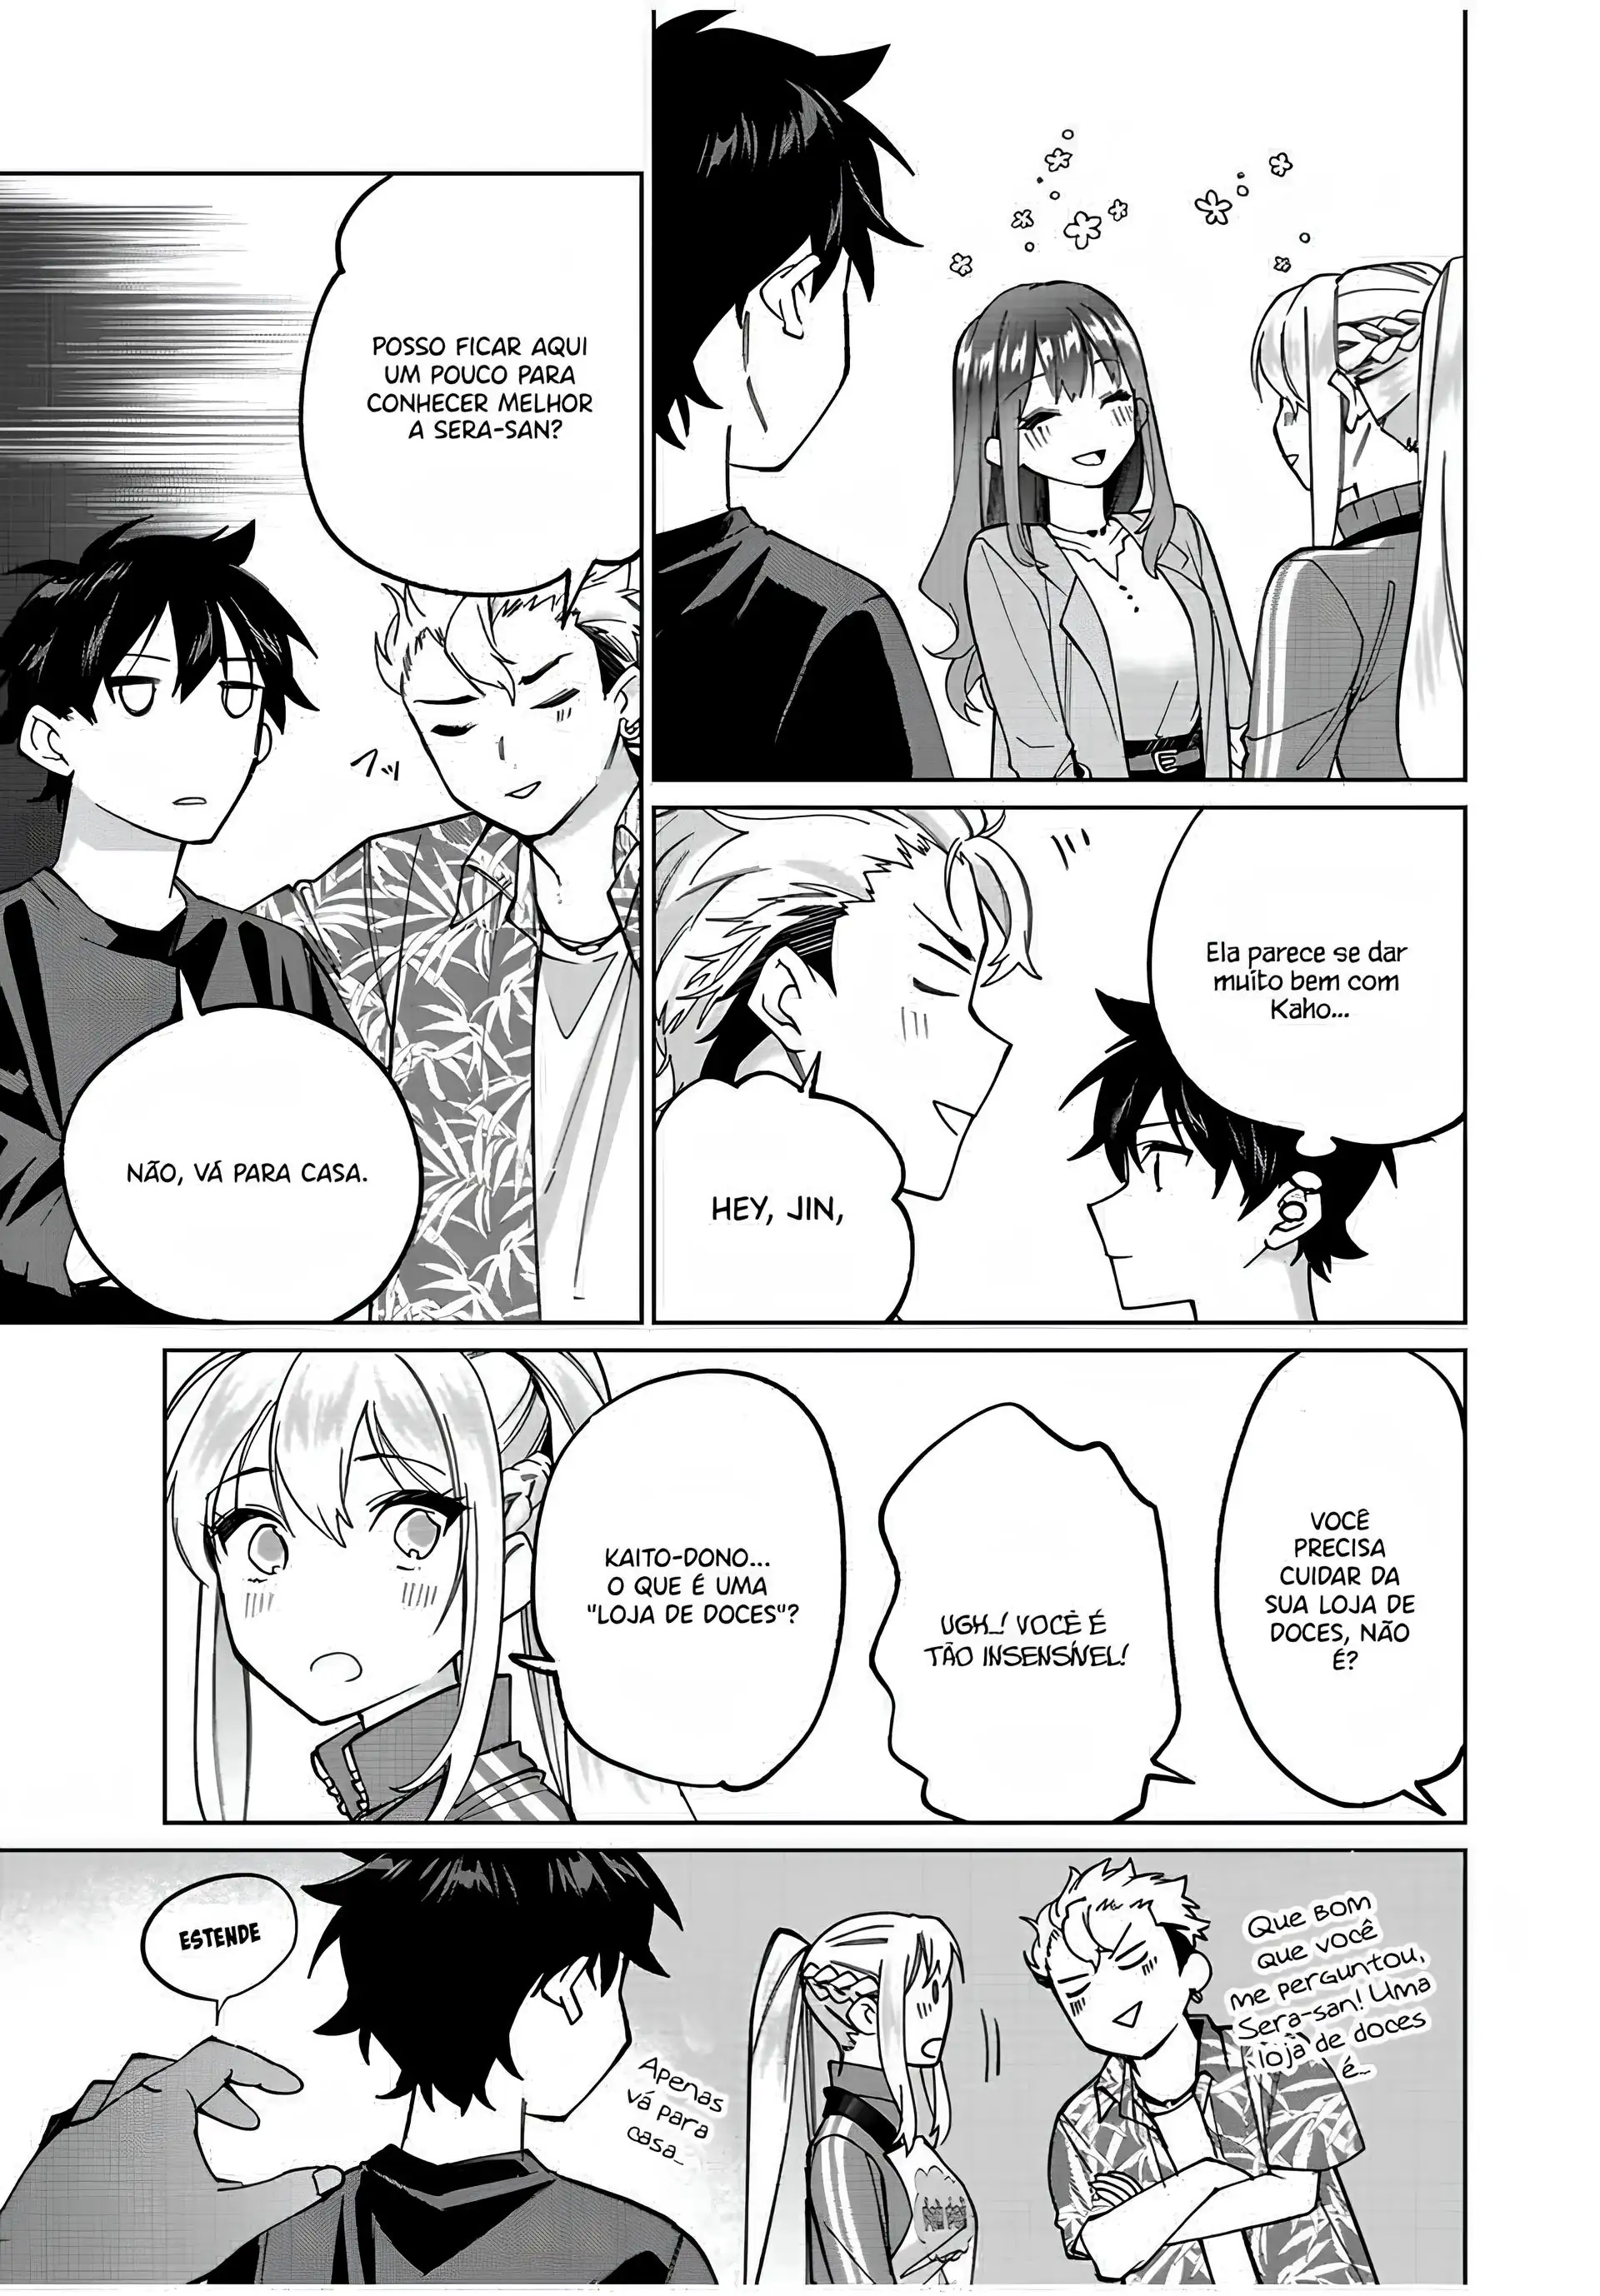 Ela parece se dar
muito bem com
Kaho...
HEY, JIN,
POSSO FICAR AQUI
UM POUCO PARA
CONHECER MELHOR
A SERA-SAN?
ヘッ
NÃO, VÁ PARA CASA.
VOCÊ
PRECISA
CUIDAR DA
SUA LOJA DE
DOCES, NÃO
É?
UGH...! VOCÊ É
TÃO INSENSÍVEL!
KAITO-DONO...
O QUE É UMA
"LOJA DE DOCES"?
Que BOM
que você
me perguntou,
Sera-san! Uma
loja de doces
é...
Apenas
vá para
casa...
ESTENDE